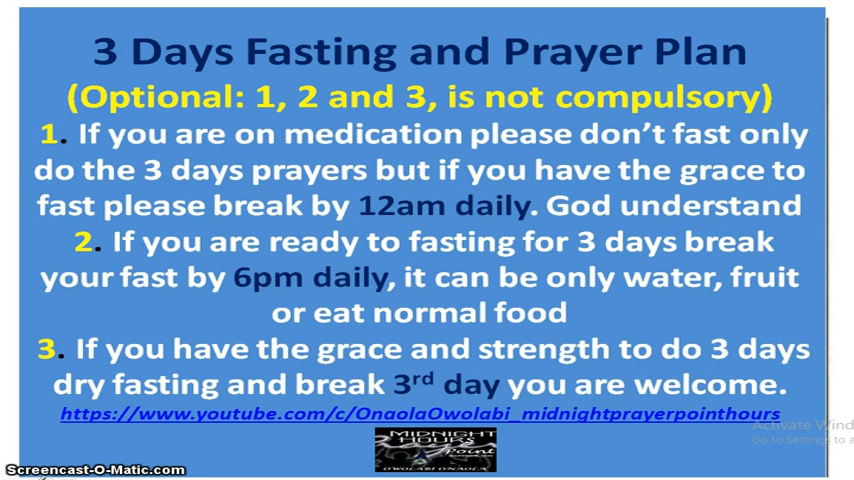 3 Days Fasting and Prayer Plan
(Optional: 1, 2 and 3, is not compulsory)
1. If you are on medication please don't fast only
do the 3 days prayers but if you have the grace to
fast please break by 12am daily. God understand
2. If you are ready to fasting for 3 days break
your fast by 6pm daily, it can be only water, fruit
or eat normal food
3. If you have the grace and strength to do 3 days
dry fasting and break 3rd day you are welcome.
https://www.youtube.com/c/OnaolaOwolabi_midnightprayerpointhours
Activate Wind
Go to Settings to a
MIDNIGHT
HOURS
Prayer
Point
OWOLABI ONAOLA
Screencast-O-Matic.com